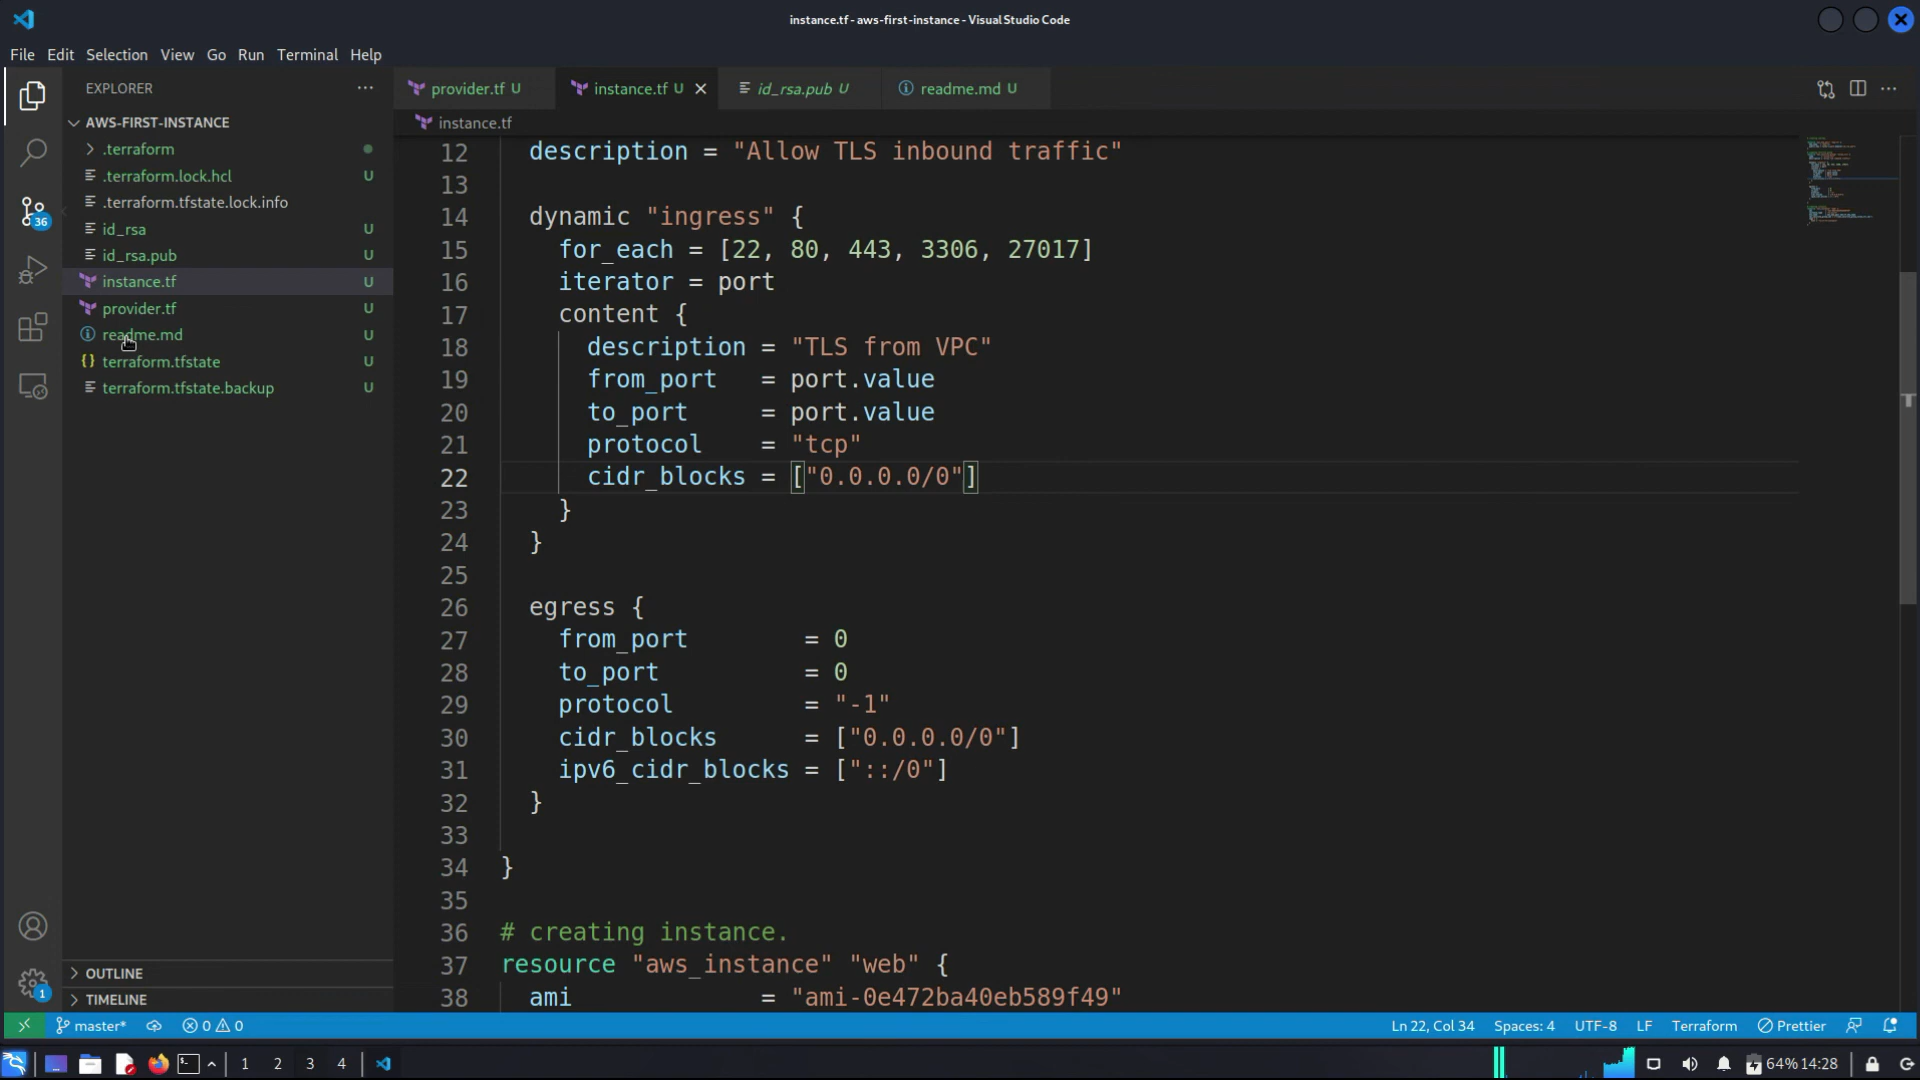 instance.tf - aws-first-instance - Visual Studio Code
File Edit Selection View Go Run Terminal Help
EXPLORER
AWS-FIRST-INSTANCE
.terraform
.terraform.lock.hcl U
.terraform.tfstate.lock.info
id_rsa U
id_rsa.pub U
instance.tf U
provider.tf U
readme.md U
terraform.tfstate U
terraform.tfstate.backup U
OUTLINE
TIMELINE
36
1
provider.tf U instance.tf U id_rsa.pub U readme.md U
instance.tf
12 description = "Allow TLS inbound traffic"
13
14 dynamic "ingress" {
15 for_each = [22, 80, 443, 3306, 27017]
16 iterator = port
17 content {
18 description = "TLS from VPC"
19 from_port = port.value
20 to_port = port.value
21 protocol = "tcp"
22 cidr_blocks = ["0.0.0.0/0"]
23 }
24 }
25
26 egress {
27 from_port = 0
28 to_port = 0
29 protocol = "-1"
30 cidr_blocks = ["0.0.0.0/0"]
31 ipv6_cidr_blocks = ["::/0"]
32 }
33
34 }
35
36 # creating instance.
37 resource "aws_instance" "web" {
38 ami = "ami-0e472ba40eb589f49"
master* 0 0 Ln 22, Col 34 Spaces: 4 UTF-8 LF Terraform Prettier
1 2 3 4 64% 14:28